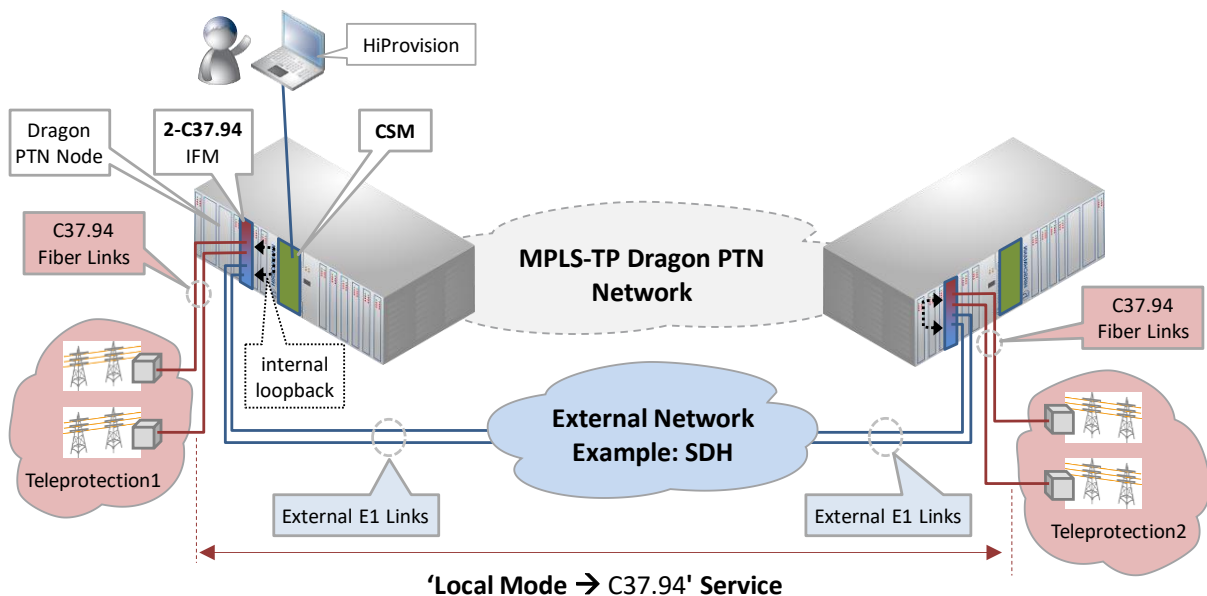 HiProvision
Dragon
PTN Node
2-C37.94
IFM
CSM
C37.94
Fiber Links
MPLS-TP Dragon PTN
Network
internal
loopback
C37.94
Fiber Links
External Network
Example: SDH
Teleprotection1
External E1 Links
External E1 Links
Teleprotection2
‘Local Mode → C37.94' Service